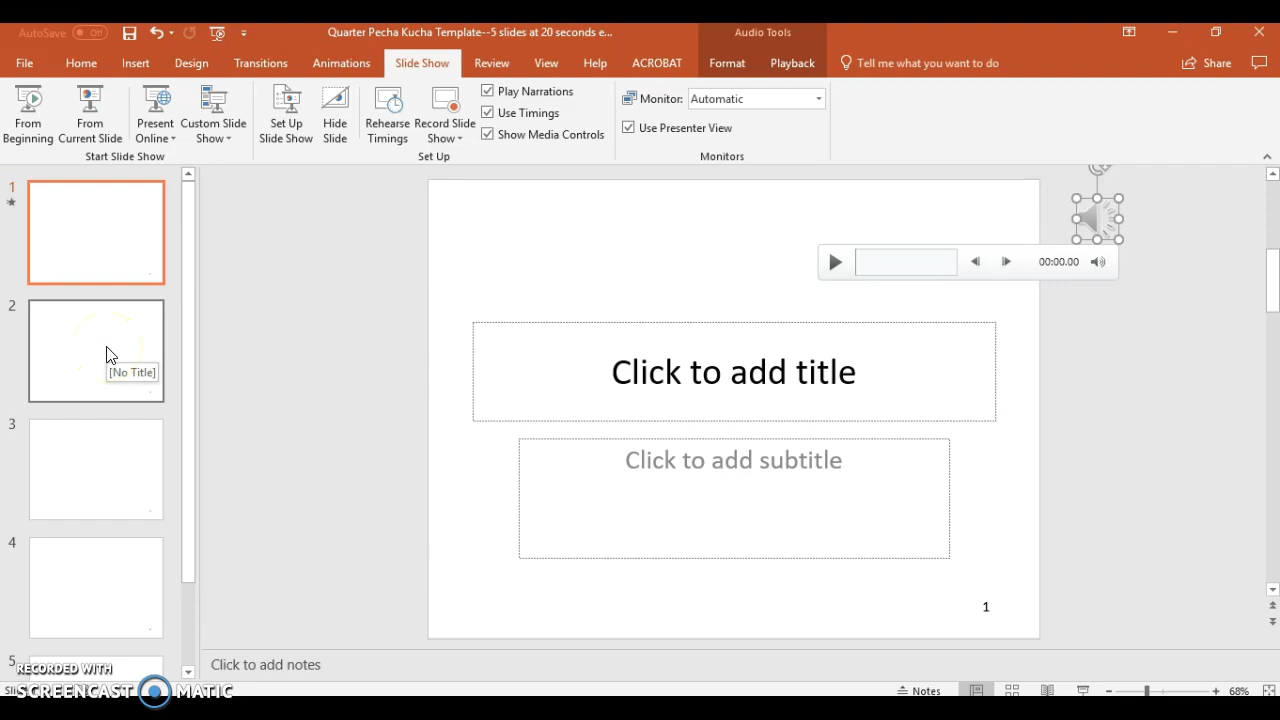 AutoSave Off
Quarter Pecha Kucha Template--5 slides at 20 seconds e...
Audio Tools
File Home Insert Design Transitions Animations Slide Show Review View Help ACROBAT Format Playback Tell me what you want to do Share
From Beginning
From Current Slide
Present Online
Custom Slide Show
Start Slide Show
Set Up Slide Show
Hide Slide
Rehearse Timings
Record Slide Show
Play Narrations
Use Timings
Show Media Controls
Set Up
Monitor: Automatic
Use Presenter View
Monitors
1
2
[No Title]
3
4
5
00:00.00
Click to add title
Click to add subtitle
1
Click to add notes
RECORDED WITH
SCREENCAST MATIC
Notes
68%